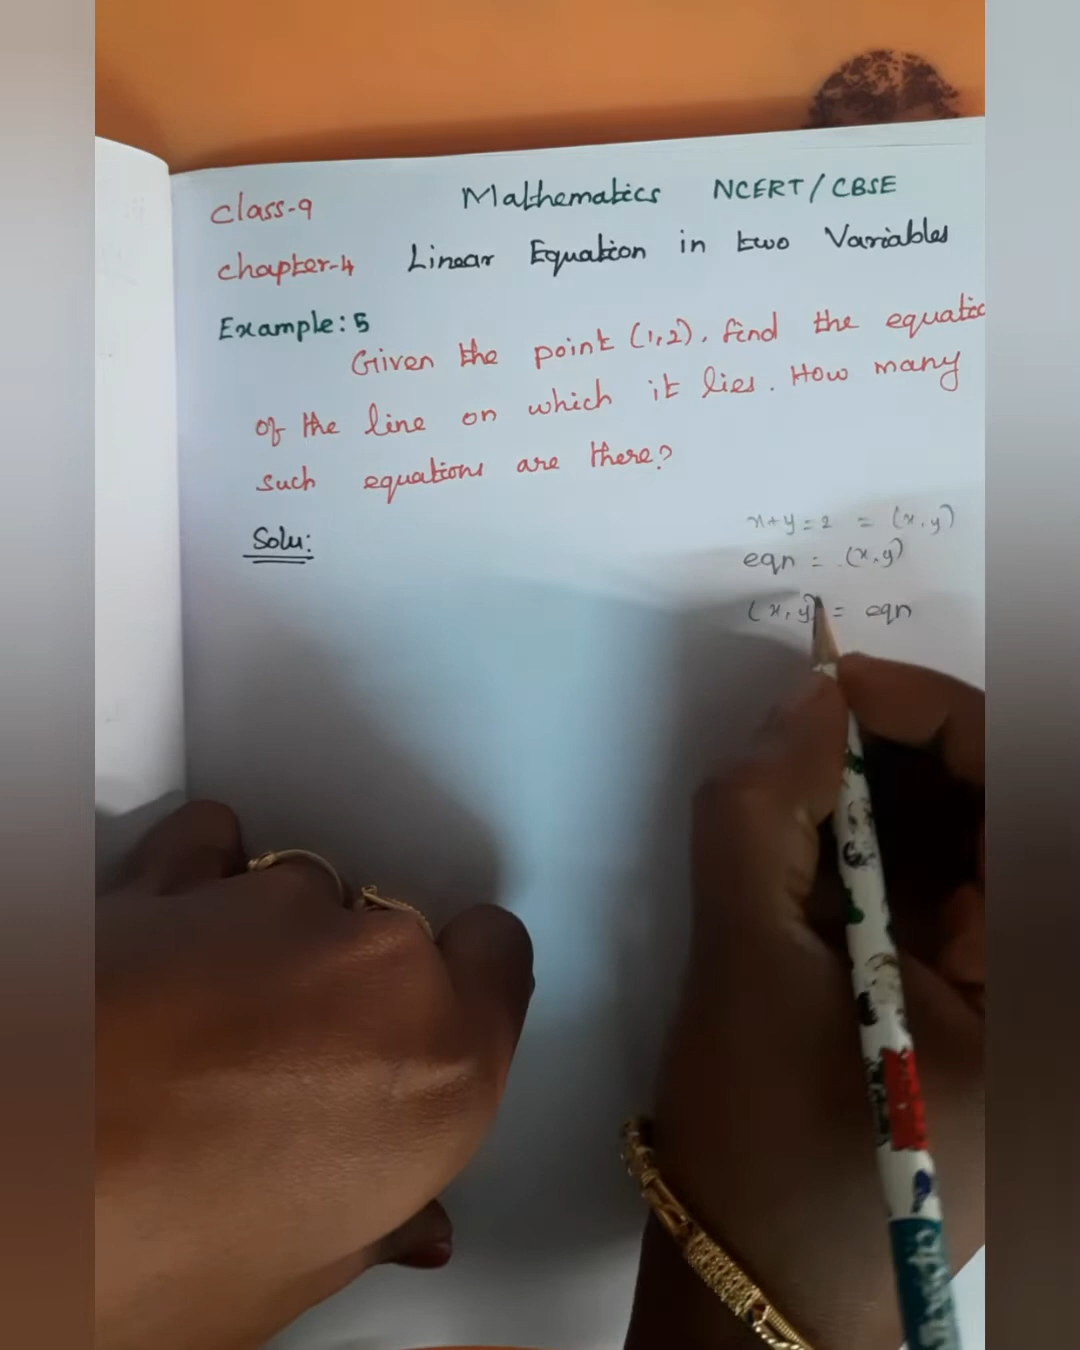 class-9 Mathematics NCERT/CBSE
chapter-4 Linear Equation in two Variables
Example: 5
Given the point (1,2), find the equatio
of the line on which it lies. How many
such equations are there?
Solu:
x+y=2 = (x,y)
eqn = (x,y)
(x,y) = eqn